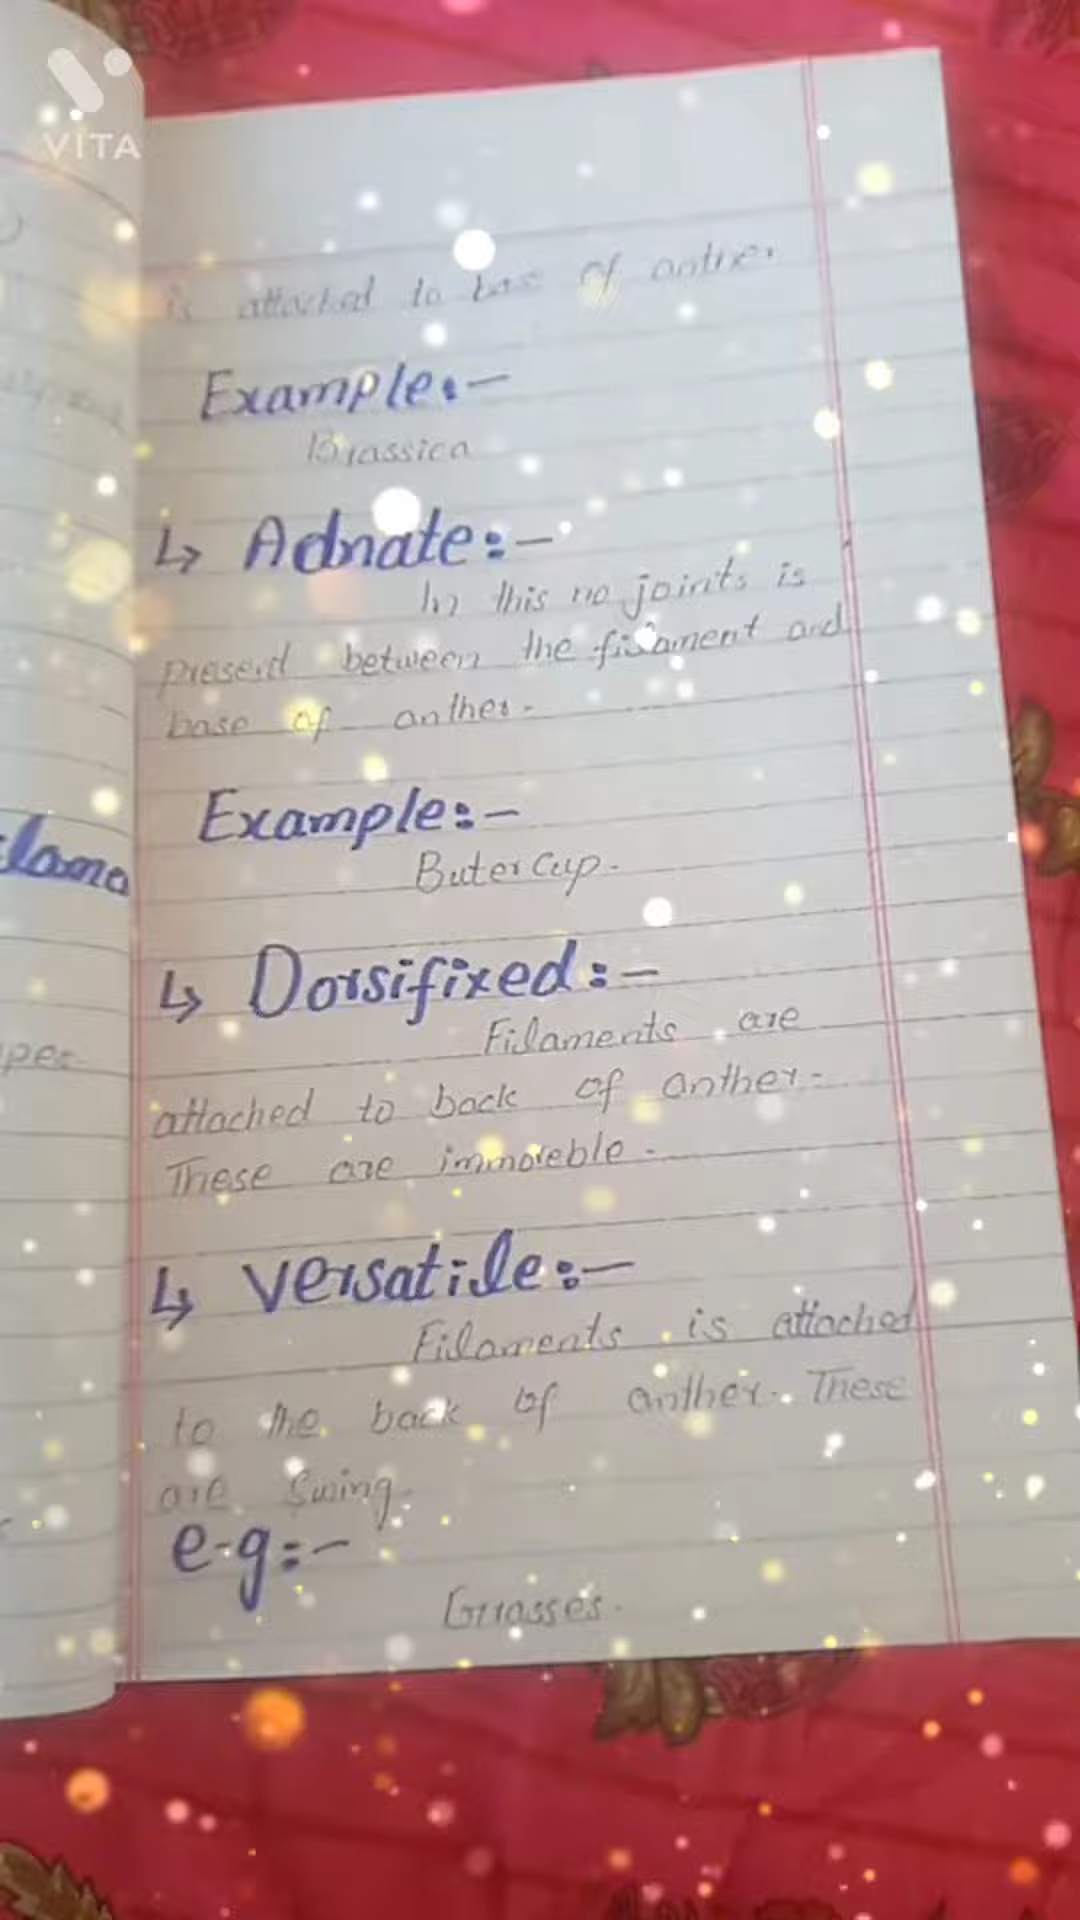 VITA
is attached to base of anther
Example:-
Brassica
↳ Adnate:-
In this no joints is
present between the filament and
base of anther.
Example:-
Buter Cup.
lama
↳ Dorsifixed:-
Filaments are
attached to back of anther.
These are immoveble.
↳ Versatile:-
Filaments is attached
to the back of anther. These
are Swing.
e.g:-
Grasses.